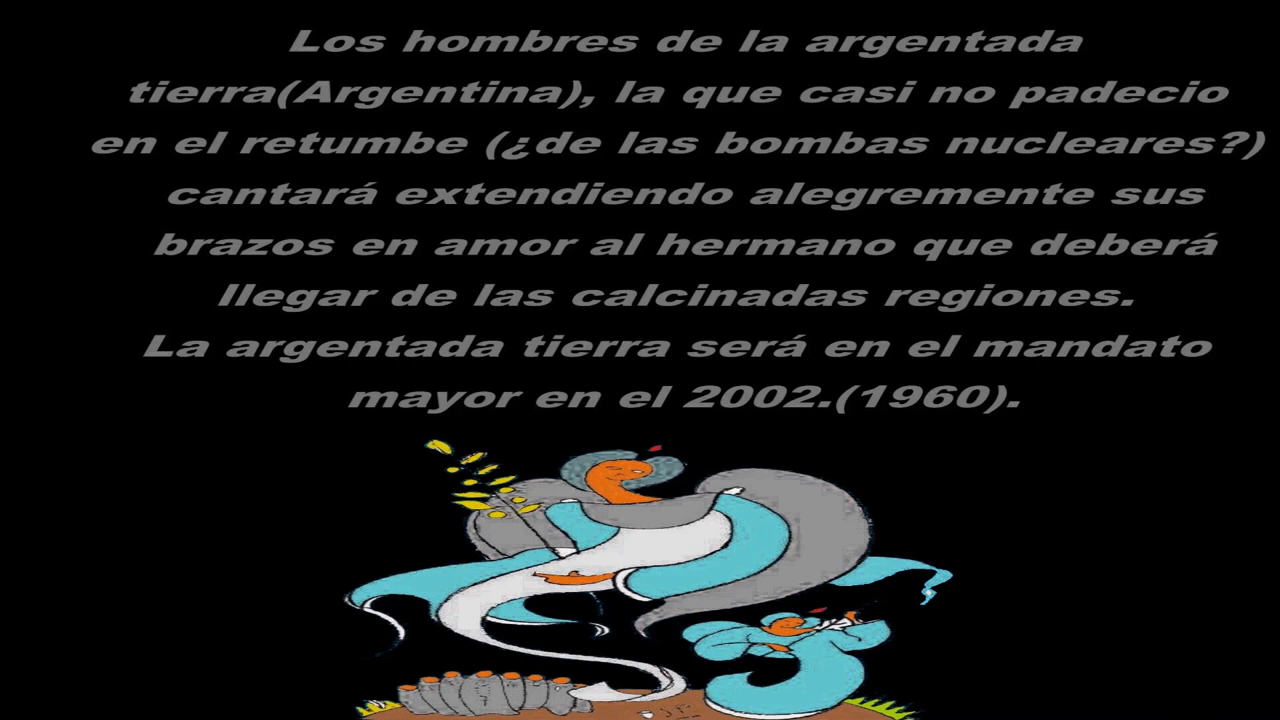 Los hombres de la argentada
tierra(Argentina), la que casi no padecio
en el retumbe (¿de las bombas nucleares?)
cantará extendiendo alegremente sus
brazos en amor al hermano que deberá
llegar de las calcinadas regiones.
La argentada tierra será en el mandato
mayor en el 2002.(1960).